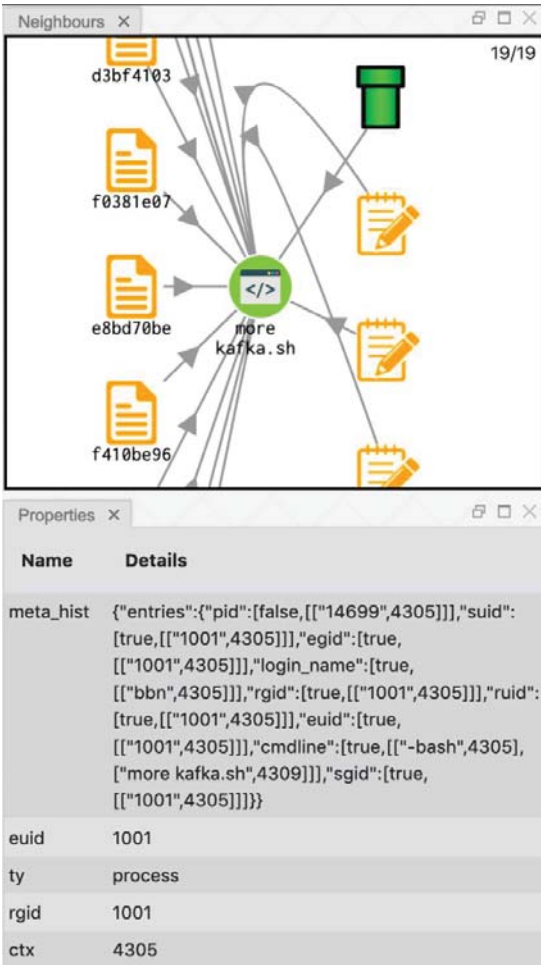 Neighbours ×
19/19
d3bf4103
f0381e07
</>
e8bd70be
more
kafka.sh
f410be96
Properties ×
Name Details
meta_hist {"entries":{"pid":[false,[["14699",4305]]],"suid":
[true,[["1001",4305]]],"egid":[true,
[["1001",4305]]],"login_name":[true,
[["bbn",4305]]],"rgid":[true,[["1001",4305]]],"ruid":
[true,[["1001",4305]]],"euid":[true,
[["1001",4305]]],"cmdline":[true,[["-bash",4305],
["more kafka.sh",4309]]],"sgid":[true,
[["1001",4305]]]}}
euid 1001
ty process
rgid 1001
ctx 4305